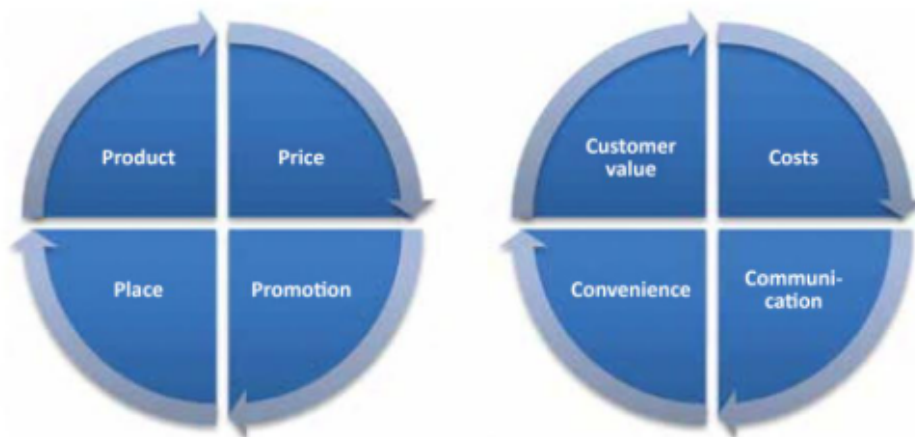 Product
Price
Place
Promotion
Customer
value
Costs
Convenience
Communi-
cation